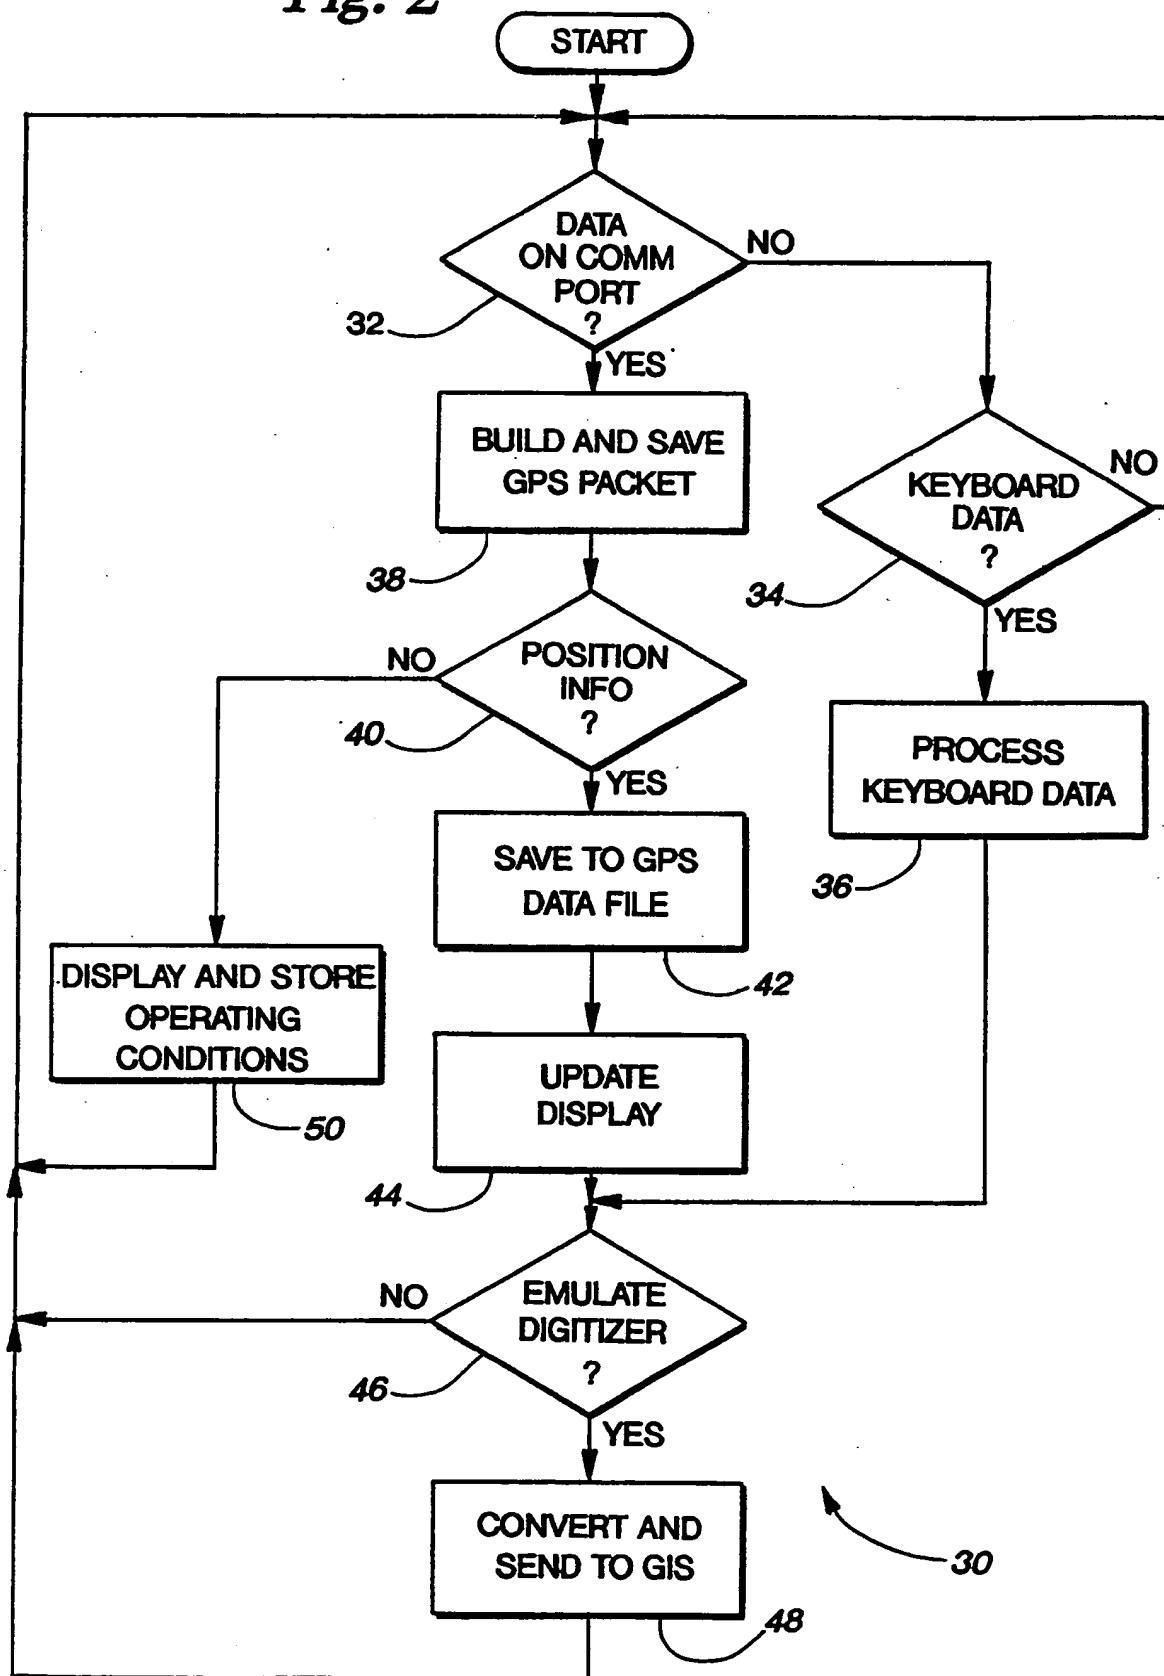 Fig. 2
START
DATA
ON COMM
PORT
?
NO
32
YES
BUILD AND SAVE
GPS PACKET
38
KEYBOARD
DATA
?
NO
34
YES
POSITION
INFO
?
NO
40
YES
PROCESS
KEYBOARD DATA
36
SAVE TO GPS
DATA FILE
42
DISPLAY AND STORE
OPERATING
CONDITIONS
50
UPDATE
DISPLAY
44
EMULATE
DIGITIZER
?
NO
46
YES
CONVERT AND
SEND TO GIS
48
30